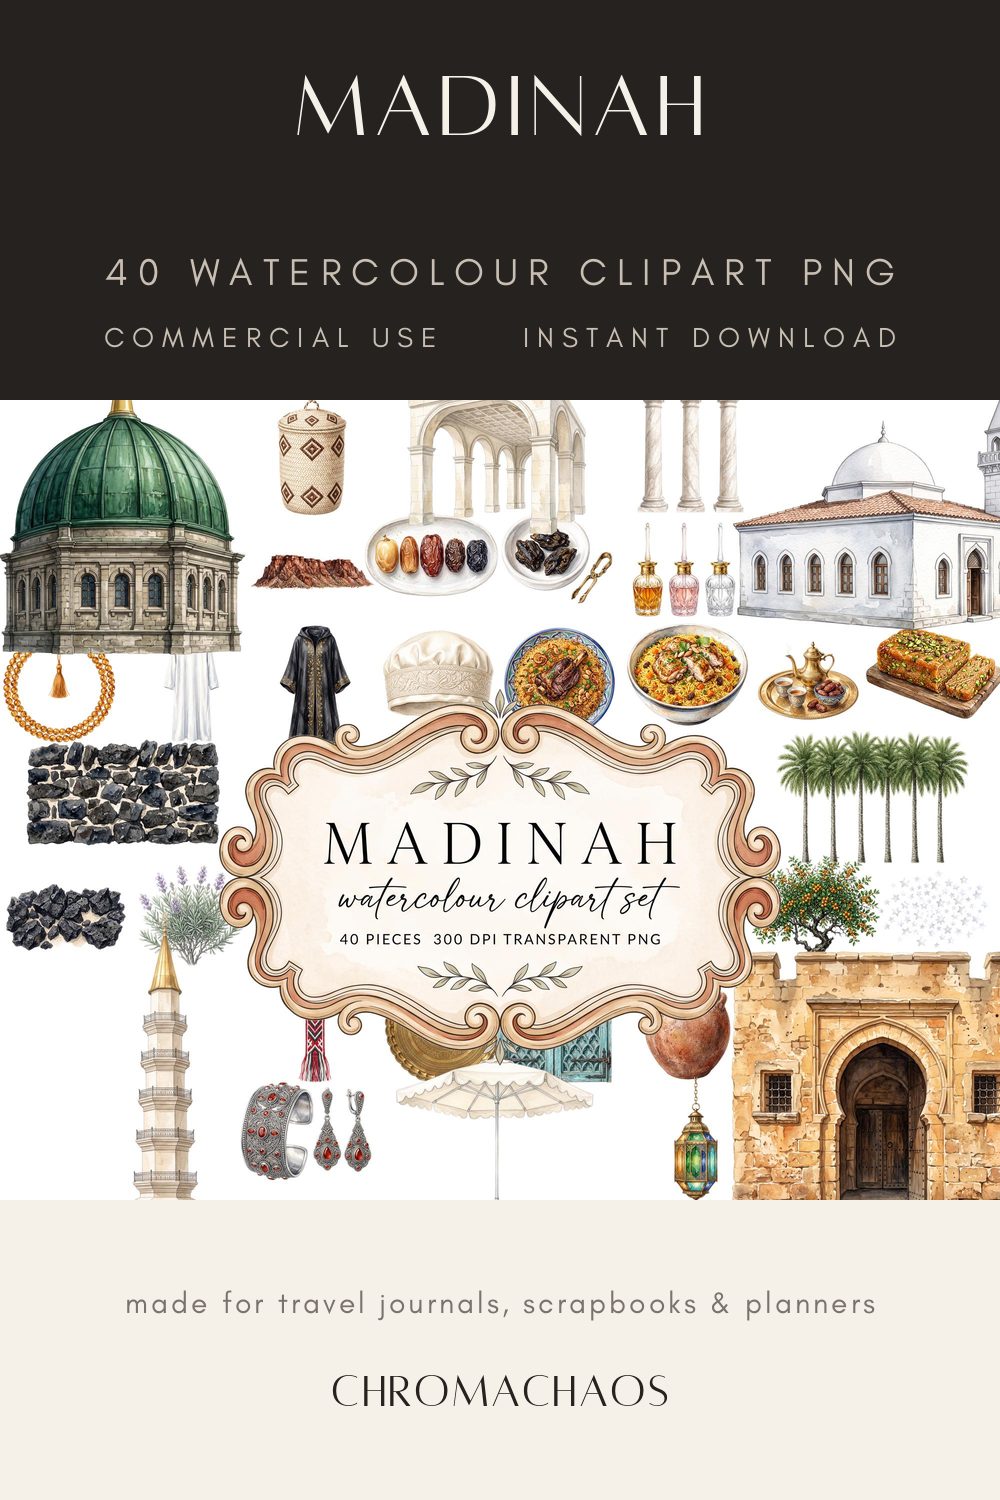 MADINAH
40 WATERCOLOUR CLIPART PNG
COMMERCIAL USE INSTANT DOWNLOAD
MADINAH
watercolour clipart set
40 PIECES 300 DPI TRANSPARENT PNG
made for travel journals, scrapbooks & planners
CHROMACHAOS